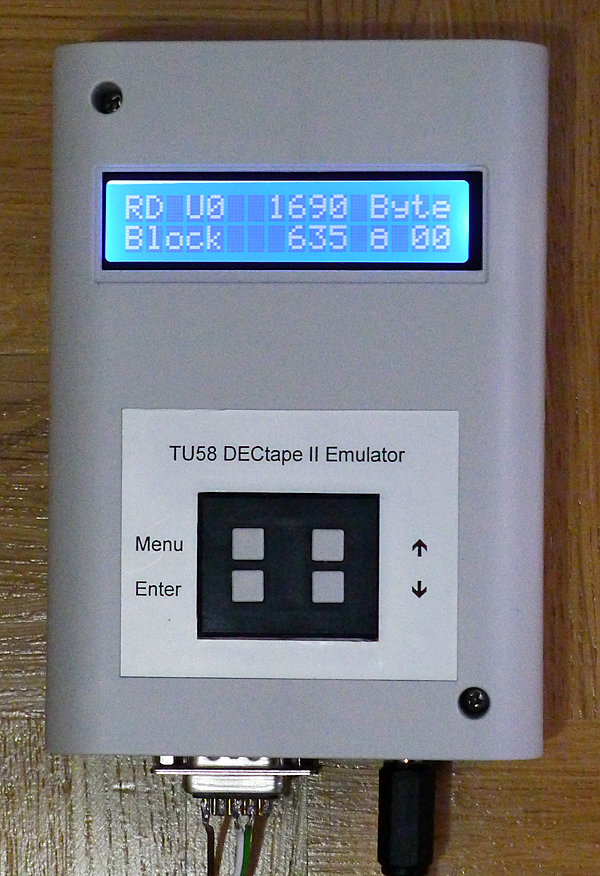 RD U0 1690 Byte
Block 635 a 00
TU58 DECtape II Emulator
Menu ↑
Enter ↓